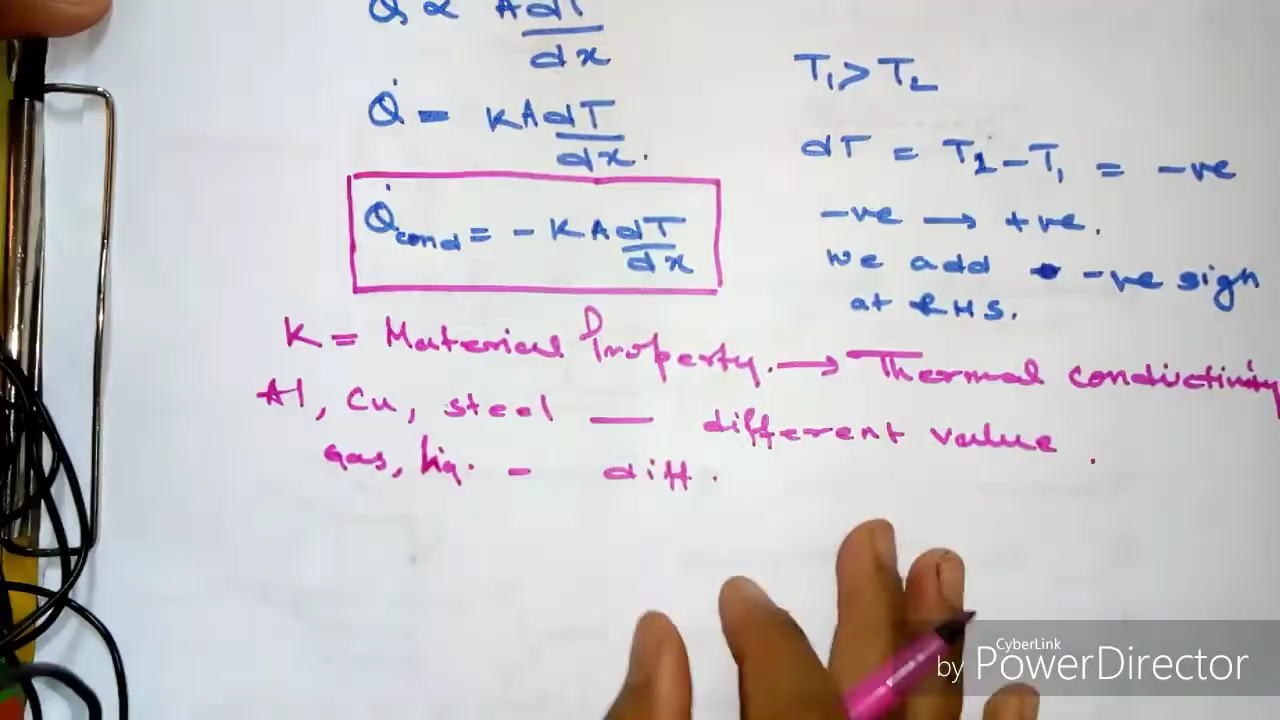 Q̇ ∝ A dT/dx
Q̇ = KA dT/dx.
Q̇cond = - KA dT/dx
T₁ > T₂
dT = T₂ - T₁ = -ve
-ve → +ve.
we add -ve sign
at RHS.
K = Material Property. → Thermal conductivity
Al, Cu, steel — different value.
gas, liq. - diff.
CyberLink
by PowerDirector